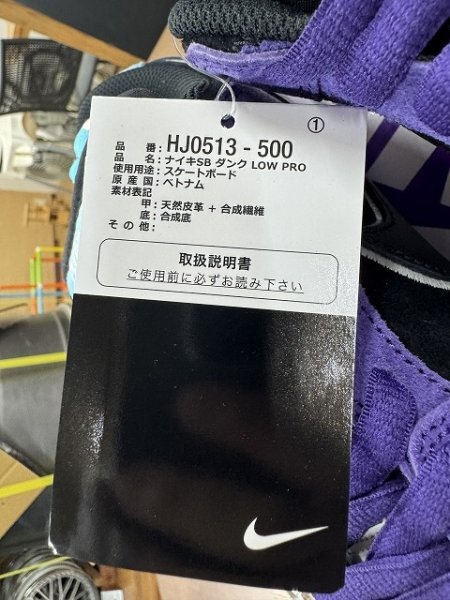 ①
品 番: HJ0513 - 500
品 名: ナイキSB ダンク LOW PRO
使用用途: スケートボード
原 産 国: ベトナム
素材表記
甲: 天然皮革 + 合成繊維
底: 合成底
そ の 他:
取扱説明書
ご使用前に必ずお読み下さい